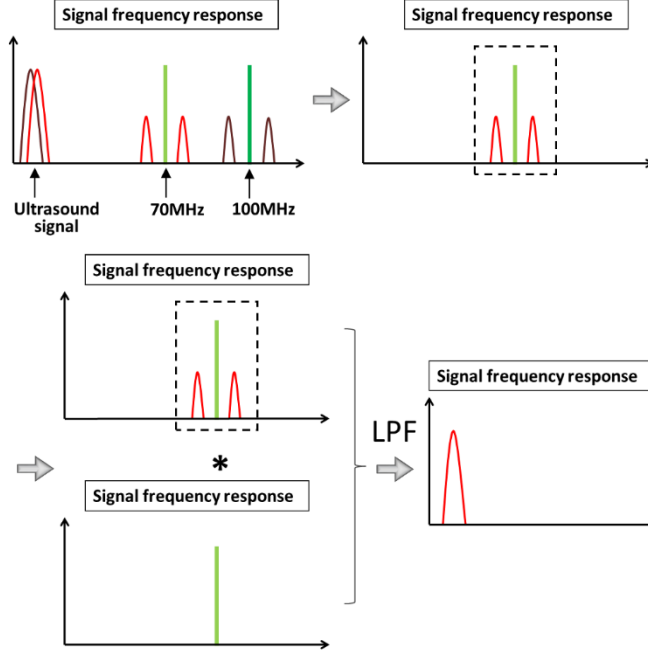 Signal frequency response
Signal frequency response
Ultrasound
signal
70MHz
100MHz
Signal frequency response
Signal frequency response
LPF
*
Signal frequency response